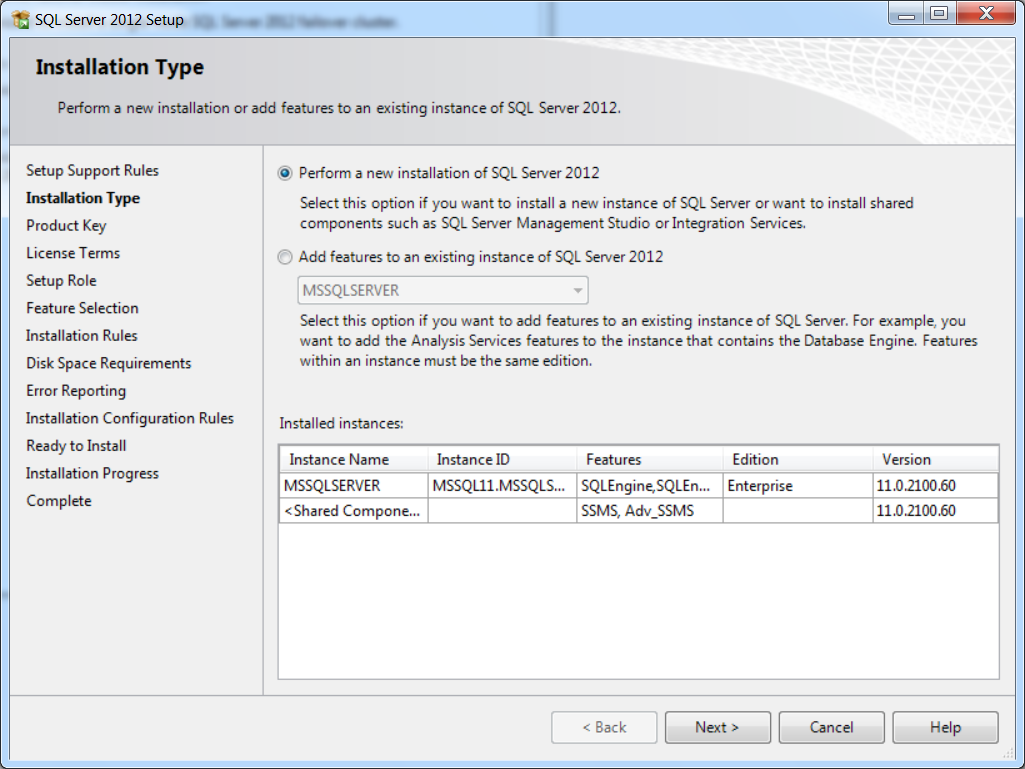 SQL Server 2012 Setup
SQL Server 2012 failover cluster.
Installation Type
Perform a new installation or add features to an existing instance of SQL Server 2012.
Setup Support Rules
Installation Type
Product Key
License Terms
Setup Role
Feature Selection
Installation Rules
Disk Space Requirements
Error Reporting
Installation Configuration Rules
Ready to Install
Installation Progress
Complete
Perform a new installation of SQL Server 2012
Select this option if you want to install a new instance of SQL Server or want to install shared
components such as SQL Server Management Studio or Integration Services.
Add features to an existing instance of SQL Server 2012
MSSQLSERVER
Select this option if you want to add features to an existing instance of SQL Server. For example, you
want to add the Analysis Services features to the instance that contains the Database Engine. Features
within an instance must be the same edition.
Installed instances:
Instance Name Instance ID Features Edition Version
MSSQLSERVER MSSQL11.MSSQLS... SQLEngine,SQLEn... Enterprise 11.0.2100.60
<Shared Compone... SSMS, Adv_SSMS 11.0.2100.60
< Back Next > Cancel Help